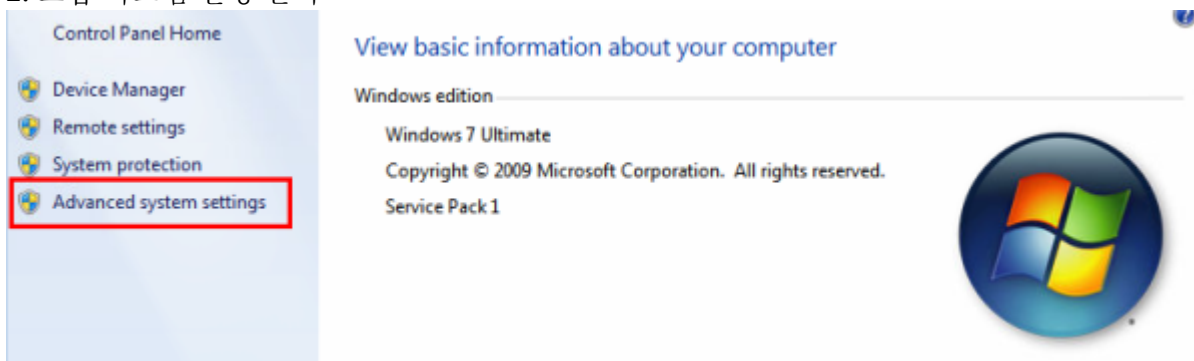 Control Panel Home
Device Manager
Remote settings
System protection
Advanced system settings
View basic information about your computer
Windows edition
Windows 7 Ultimate
Copyright © 2009 Microsoft Corporation. All rights reserved.
Service Pack 1